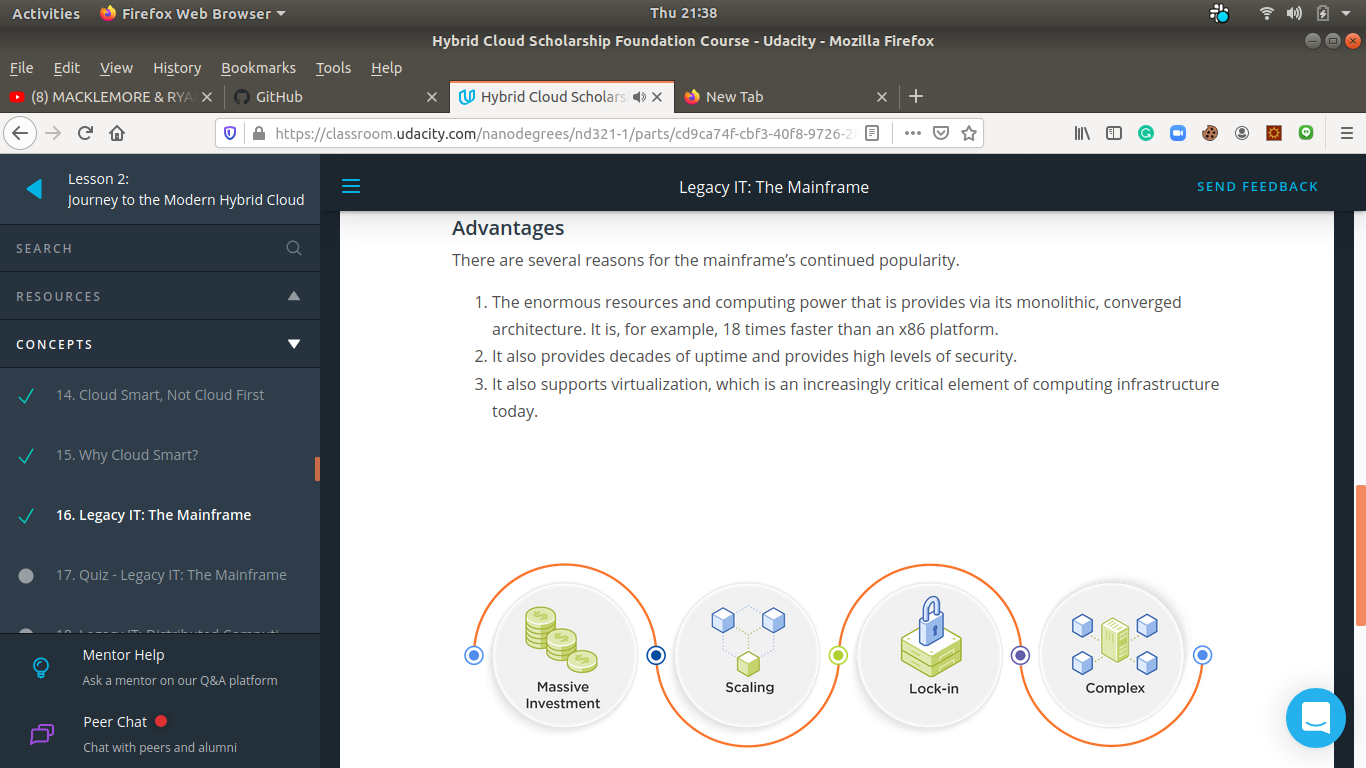 Activities
Firefox Web Browser
Thu 21:38
Hybrid Cloud Scholarship Foundation Course - Udacity - Mozilla Firefox
File Edit View History Bookmarks Tools Help
(8) MACKLEMORE & RYA
GitHub
Hybrid Cloud Scholars
New Tab
https://classroom.udacity.com/nanodegrees/nd321-1/parts/cd9ca74f-cbf3-40f8-9726-2
Lesson 2:
Journey to the Modern Hybrid Cloud
SEARCH
RESOURCES
CONCEPTS
14. Cloud Smart, Not Cloud First
15. Why Cloud Smart?
16. Legacy IT: The Mainframe
17. Quiz - Legacy IT: The Mainframe
18. Legacy IT: Distributed Computi
Mentor Help
Ask a mentor on our Q&A platform
Peer Chat
Chat with peers and alumni
Legacy IT: The Mainframe
SEND FEEDBACK
Advantages
There are several reasons for the mainframe’s continued popularity.
1. The enormous resources and computing power that is provides via its monolithic, converged
architecture. It is, for example, 18 times faster than an x86 platform.
2. It also provides decades of uptime and provides high levels of security.
3. It also supports virtualization, which is an increasingly critical element of computing infrastructure
today.
Massive
Investment
Scaling
Lock-in
Complex